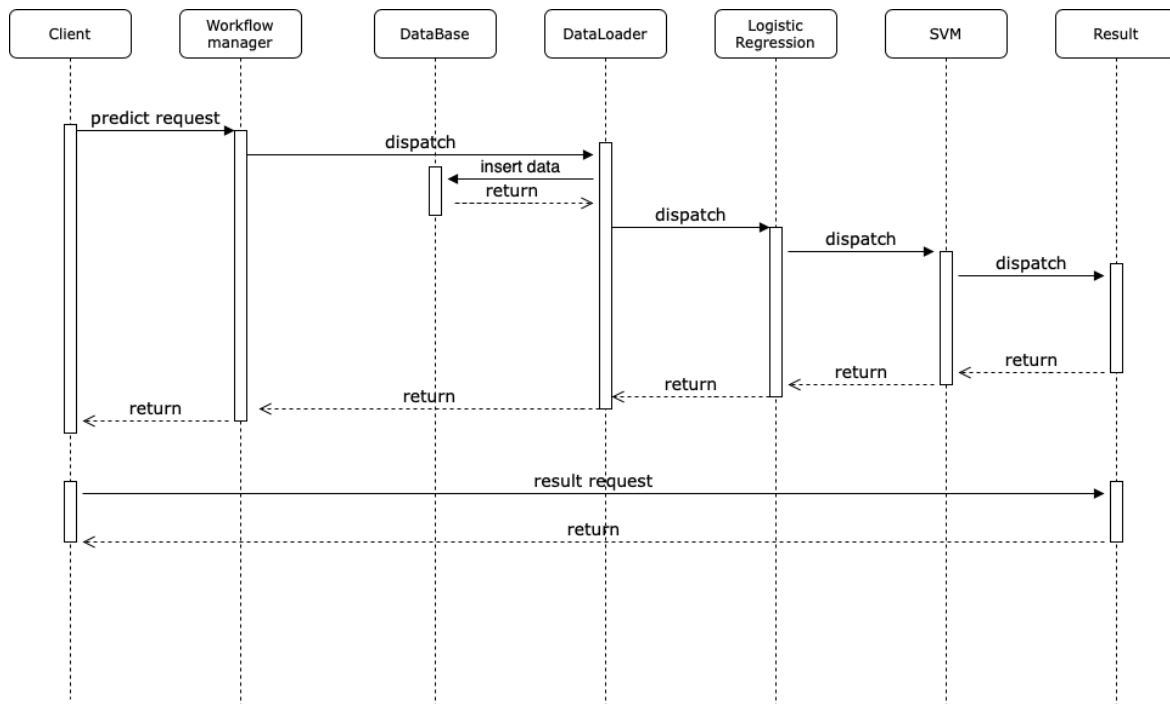 Client
Workflow
manager
DataBase
DataLoader
Logistic
Regression
SVM
Result
predict request
dispatch
insert data
return
dispatch
dispatch
dispatch
return
return
return
return
return
result request
return